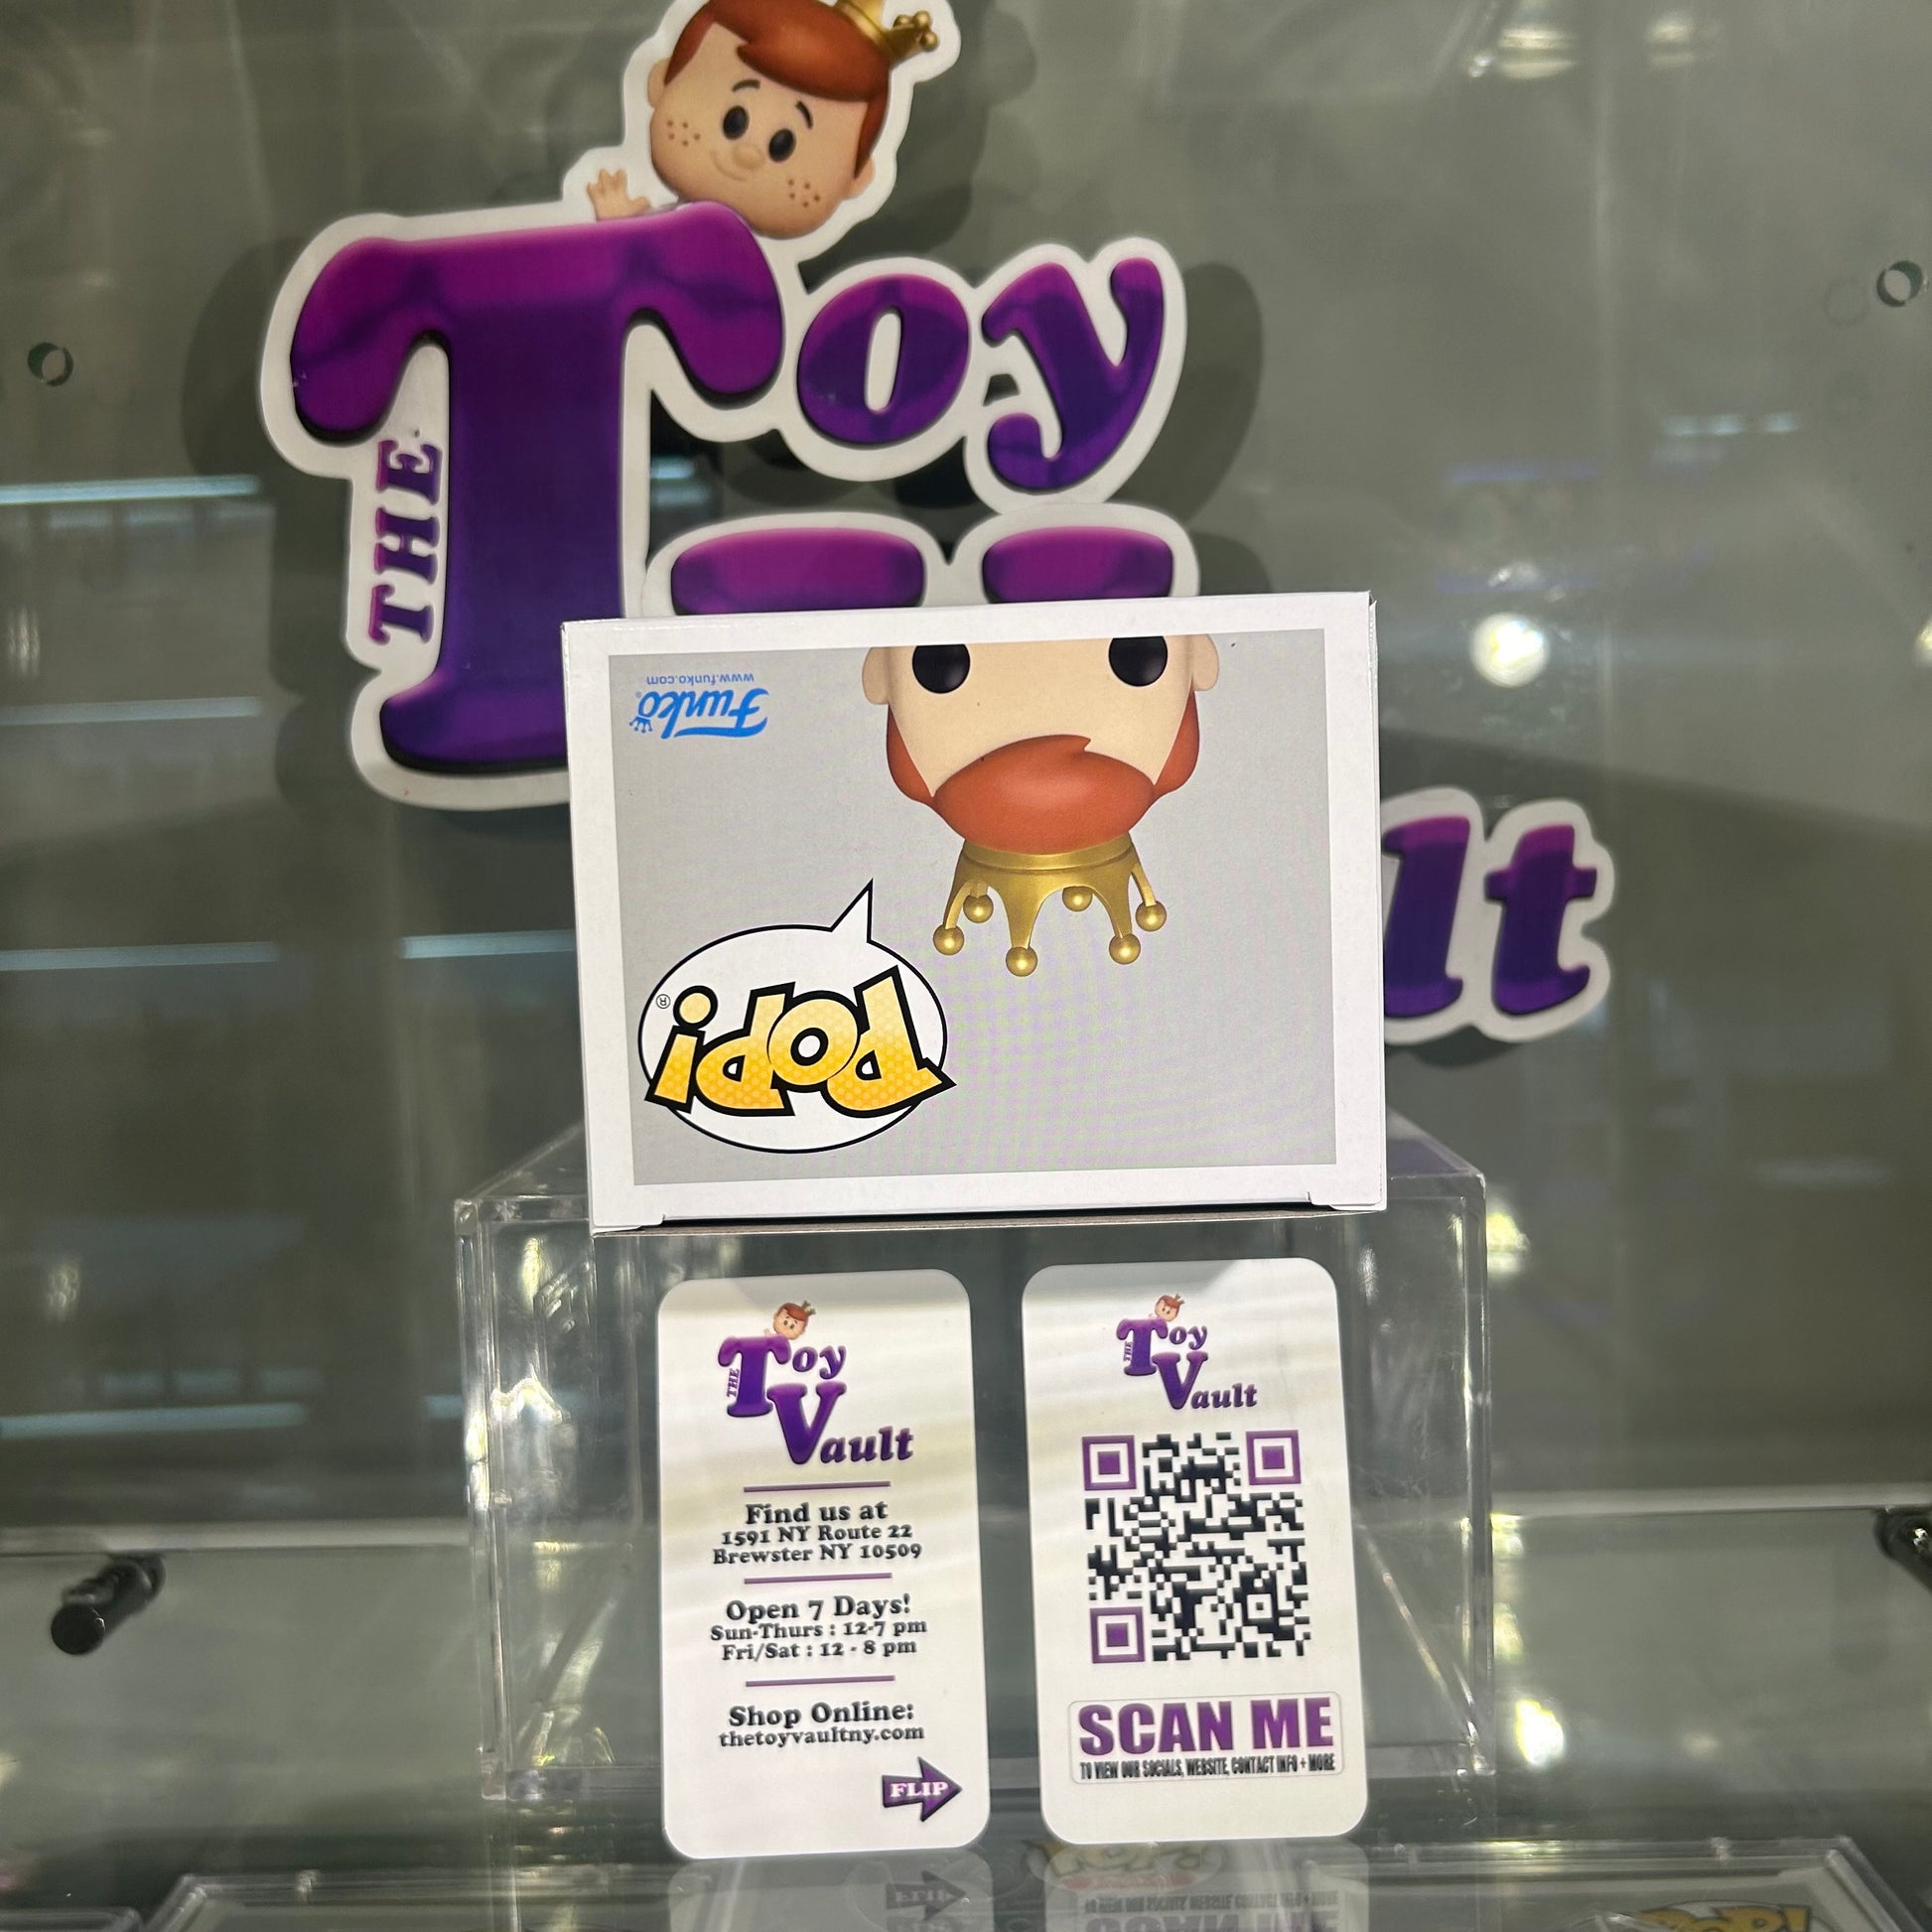 THE Toy
ult
www.funko.com
Funko
POP!
®
THE Toy
Vault
Find us at
1591 NY Route 22
Brewster NY 10509
Open 7 Days!
Sun-Thurs : 12-7 pm
Fri/Sat : 12 - 8 pm
Shop Online:
thetoyvaultny.com
FLIP
THE Toy
Vault
SCAN ME
TO VIEW OUR SOCIALS, WEBSITE, CONTACT INFO + MORE
POP!